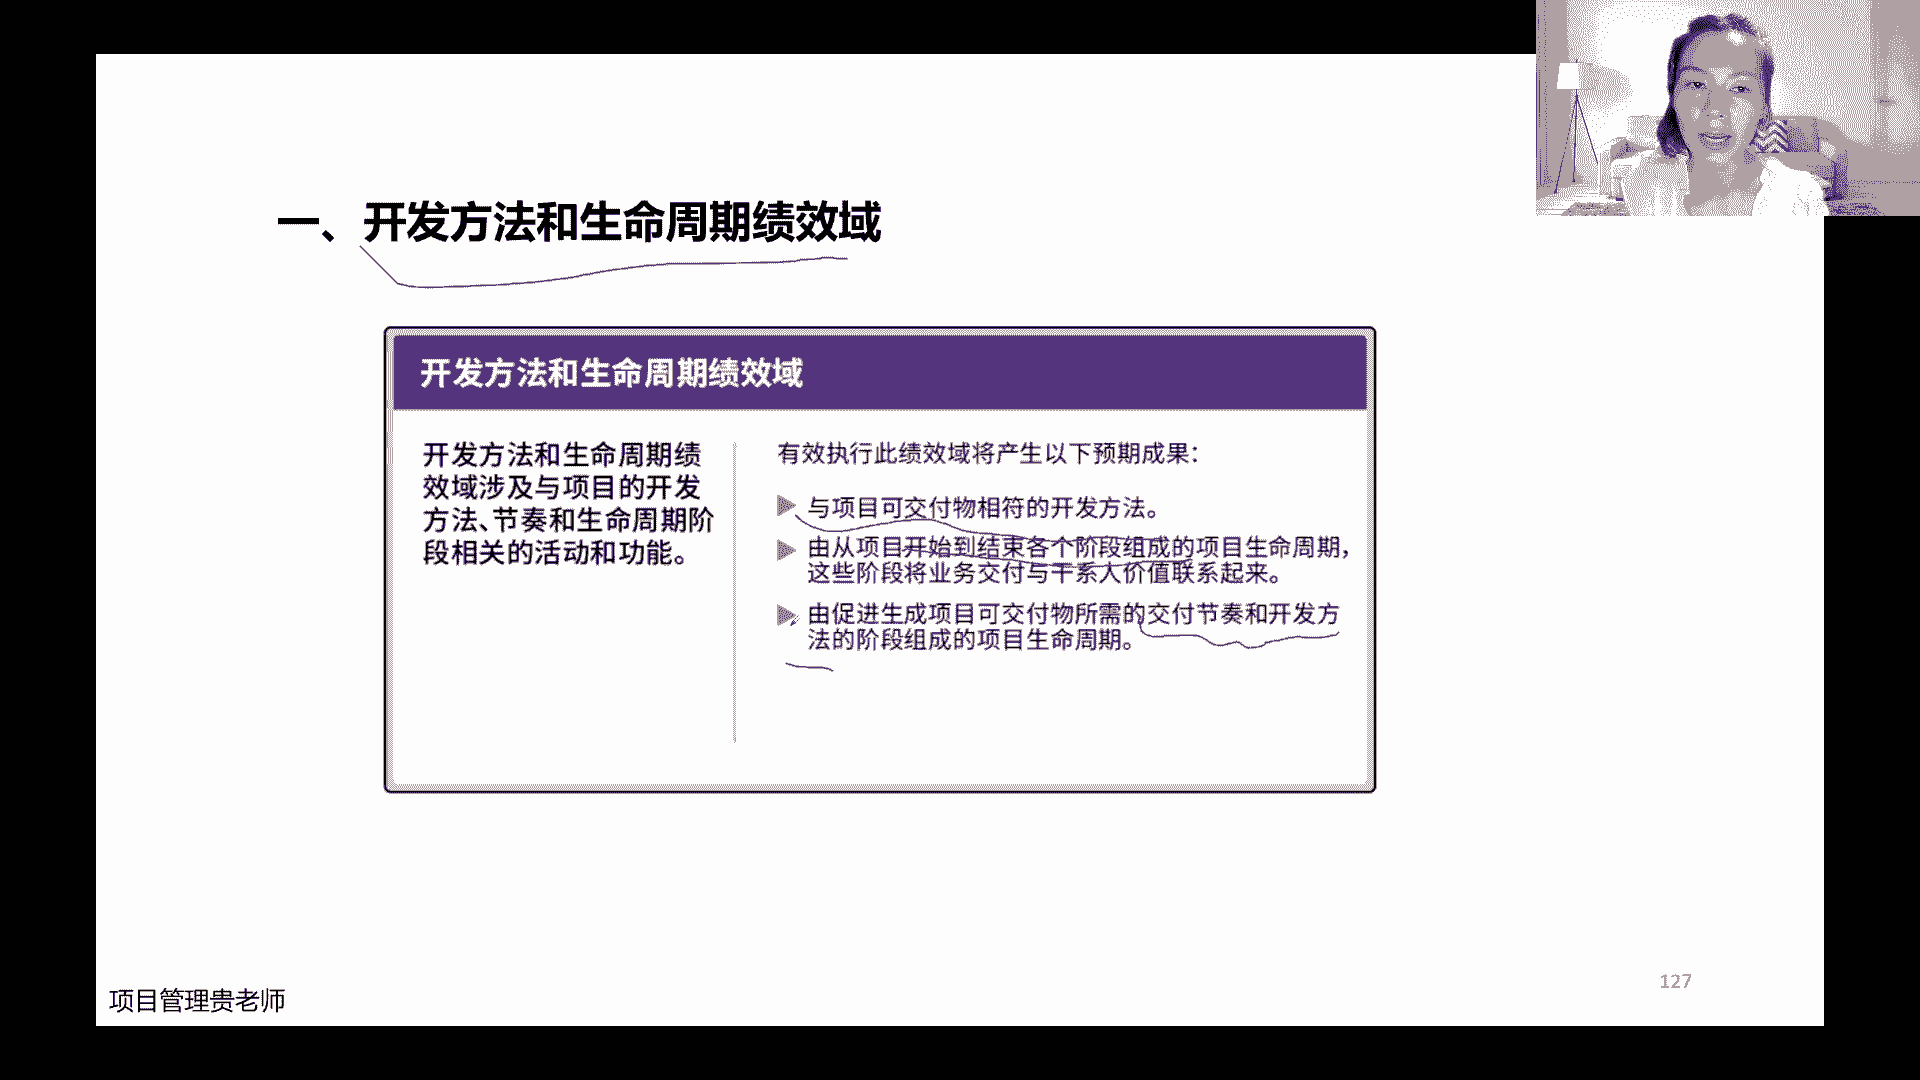 一、开发方法和生命周期绩效域
开发方法和生命周期绩效域
开发方法和生命周期绩
效域涉及与项目的开发
方法、节奏和生命周期阶
段相关的活动和功能。
有效执行此绩效域将产生以下预期成果：
与项目可交付物相符的开发方法。
由从项目开始到结束各个阶段组成的项目生命周期，
这些阶段将业务交付与干系人价值联系起来。
由促进生成项目可交付物所需的交付节奏和开发方
法的阶段组成的项目生命周期。
项目管理贵老师
127